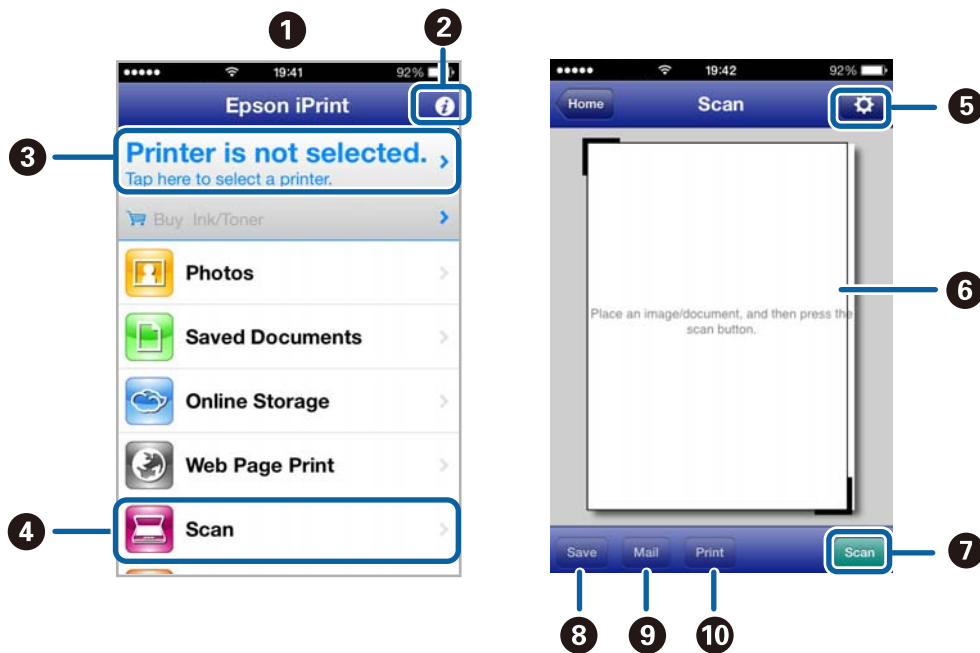 1
2
19:41
92%
Epson iPrint
3
Printer is not selected.
Tap here to select a printer.
Buy Ink/Toner
Photos
Saved Documents
Online Storage
Web Page Print
4
Scan
19:42
92%
Home
Scan
5
6
Place an image/document, and then press the
scan button.
Save
Mail
Print
Scan
7
8
9
10